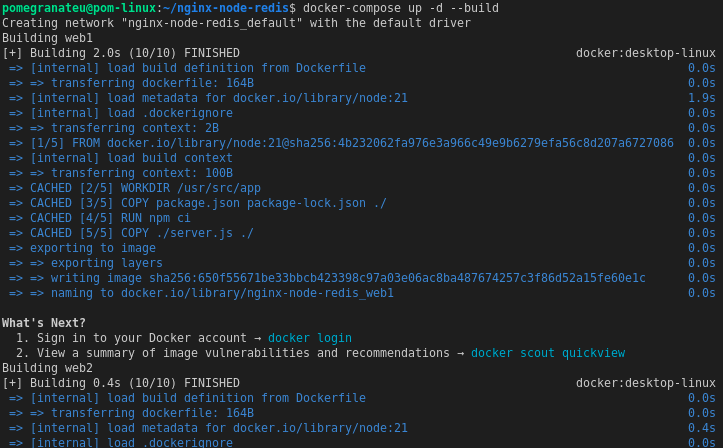 pomegranateu@pom-linux:~/nginx-node-redis$ docker-compose up -d --build
Creating network "nginx-node-redis_default" with the default driver
Building web1
[+] Building 2.0s (10/10) FINISHED docker:desktop-linux
=> [internal] load build definition from Dockerfile 0.0s
=> => transferring dockerfile: 164B 0.0s
=> [internal] load metadata for docker.io/library/node:21 1.9s
=> [internal] load .dockerignore 0.0s
=> => transferring context: 2B 0.0s
=> [1/5] FROM docker.io/library/node:21@sha256:4b232062fa976e3a966c49e9b6279efa56c8d207a6727086 0.0s
=> [internal] load build context 0.0s
=> => transferring context: 100B 0.0s
=> CACHED [2/5] WORKDIR /usr/src/app 0.0s
=> CACHED [3/5] COPY package.json package-lock.json ./ 0.0s
=> CACHED [4/5] RUN npm ci 0.0s
=> CACHED [5/5] COPY ./server.js ./ 0.0s
=> exporting to image 0.0s
=> => exporting layers 0.0s
=> => writing image sha256:650f55671be33bbcb423398c97a03e06ac8ba487674257c3f86d52a15fe60e1c 0.0s
=> => naming to docker.io/library/nginx-node-redis_web1 0.0s
What's Next?
1. Sign in to your Docker account → docker login
2. View a summary of image vulnerabilities and recommendations → docker scout quickview
Building web2
[+] Building 0.4s (10/10) FINISHED docker:desktop-linux
=> [internal] load build definition from Dockerfile 0.0s
=> => transferring dockerfile: 164B 0.0s
=> [internal] load metadata for docker.io/library/node:21 0.4s
=> [internal] load .dockerignore 0.0s